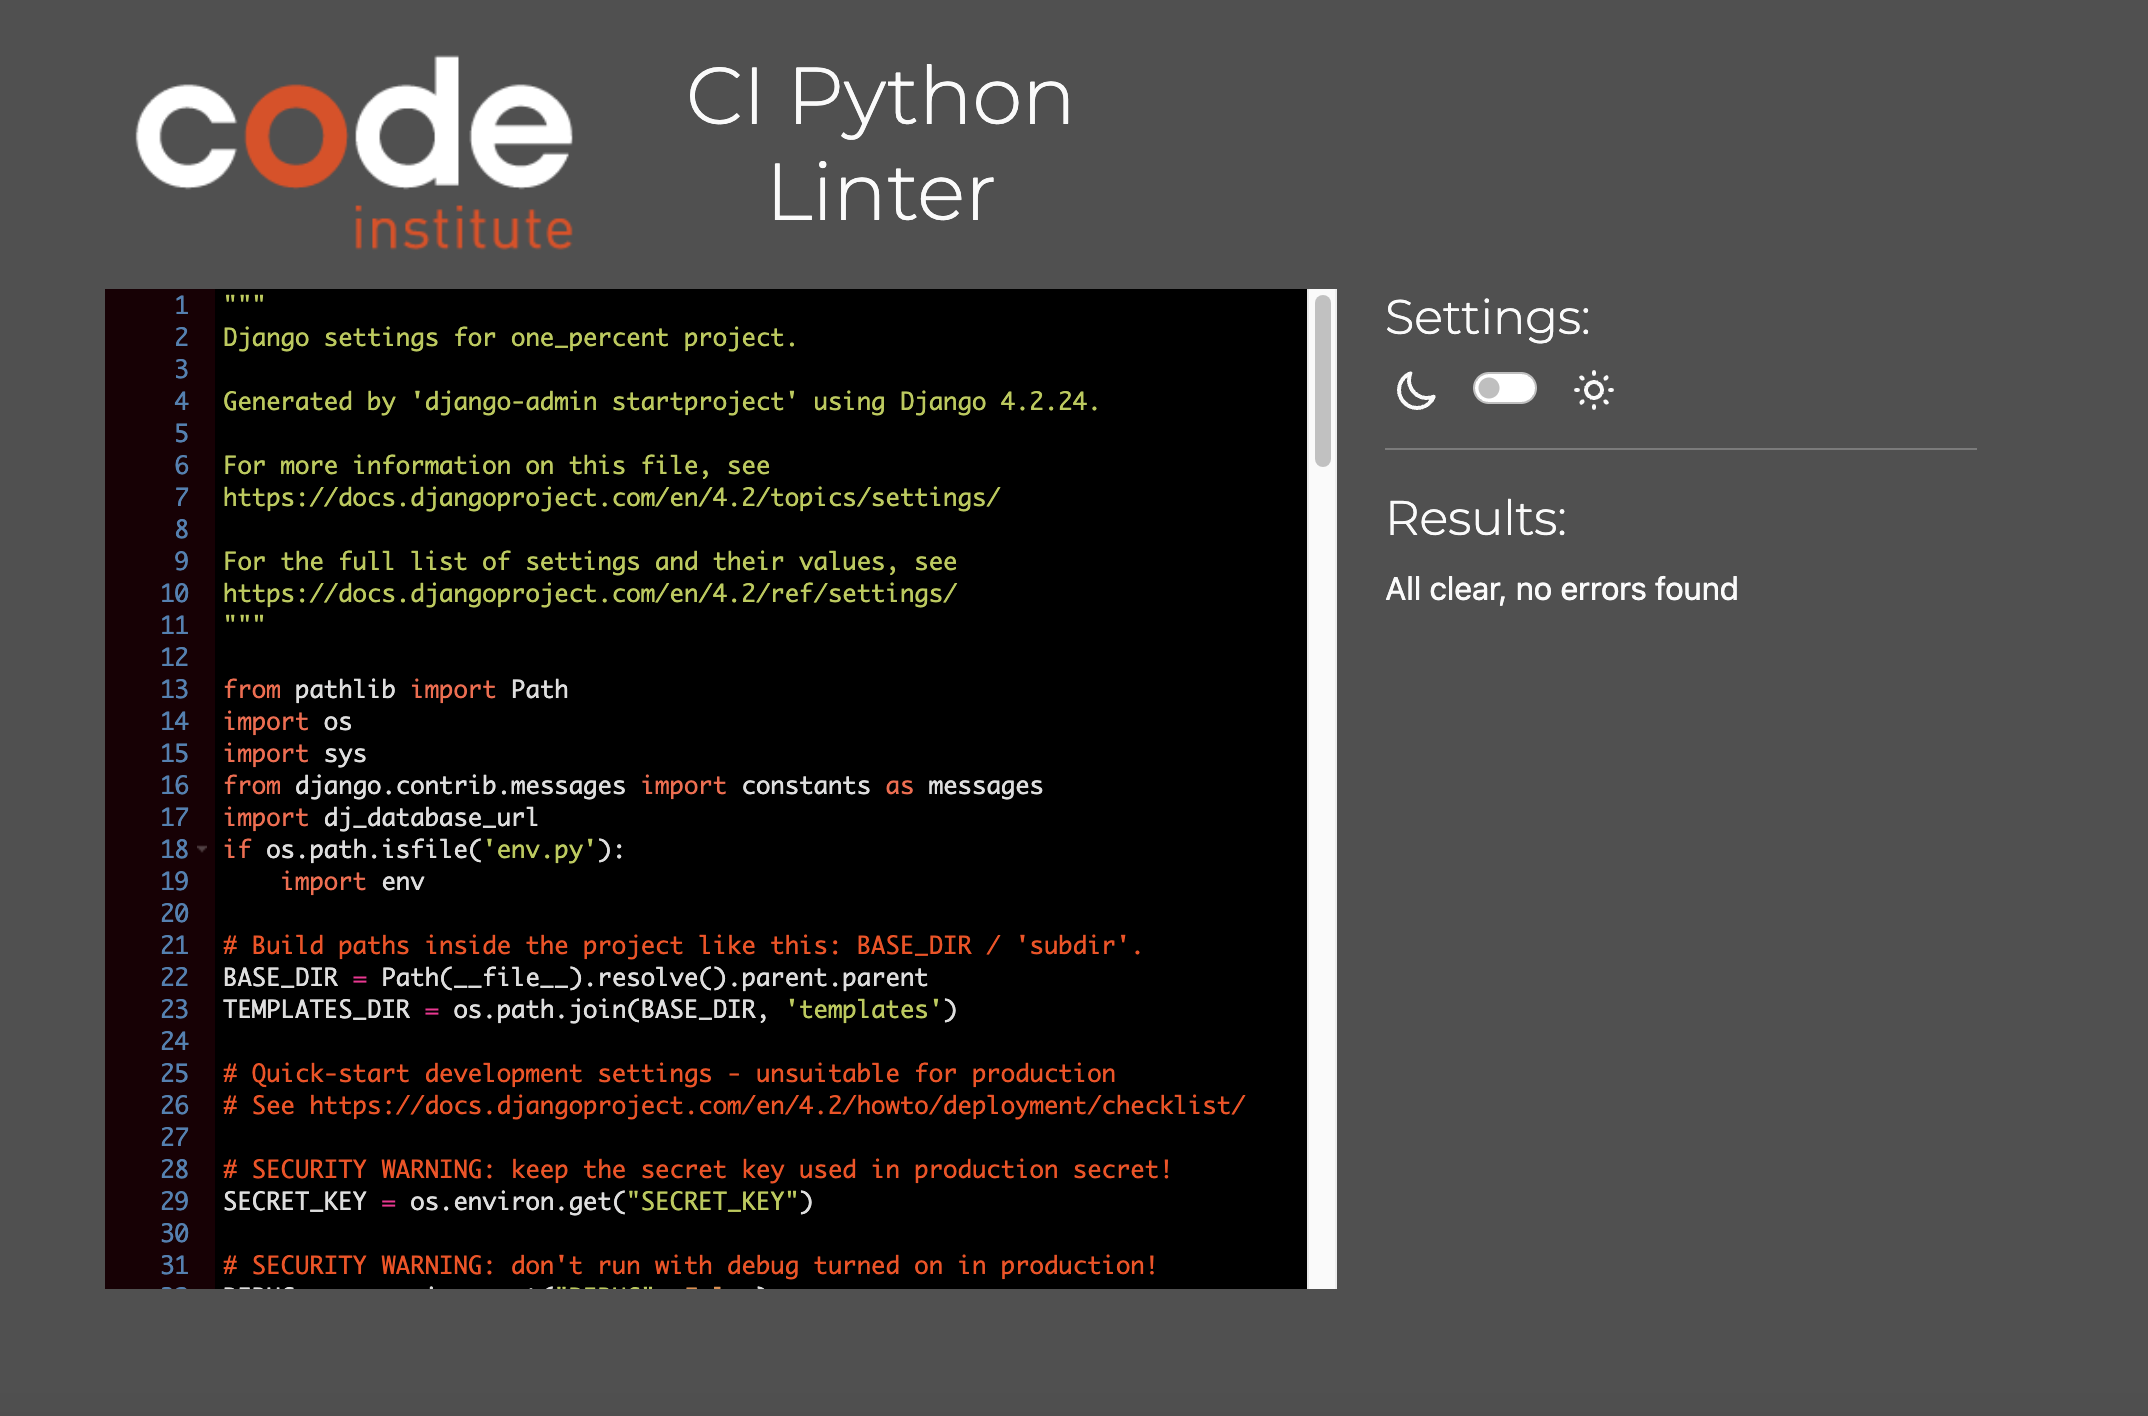 code
institute
CI Python
Linter
1 """
2 Django settings for one_percent project.
3
4 Generated by 'django-admin startproject' using Django 4.2.24.
5
6 For more information on this file, see
7 https://docs.djangoproject.com/en/4.2/topics/settings/
8
9 For the full list of settings and their values, see
10 https://docs.djangoproject.com/en/4.2/ref/settings/
11 """
12
13 from pathlib import Path
14 import os
15 import sys
16 from django.contrib.messages import constants as messages
17 import dj_database_url
18 if os.path.isfile('env.py'):
19     import env
20
21 # Build paths inside the project like this: BASE_DIR / 'subdir'.
22 BASE_DIR = Path(__file__).resolve().parent.parent
23 TEMPLATES_DIR = os.path.join(BASE_DIR, 'templates')
24
25 # Quick-start development settings - unsuitable for production
26 # See https://docs.djangoproject.com/en/4.2/howto/deployment/checklist/
27
28 # SECURITY WARNING: keep the secret key used in production secret!
29 SECRET_KEY = os.environ.get("SECRET_KEY")
30
31 # SECURITY WARNING: don't run with debug turned on in production!
Settings:
Results:
All clear, no errors found